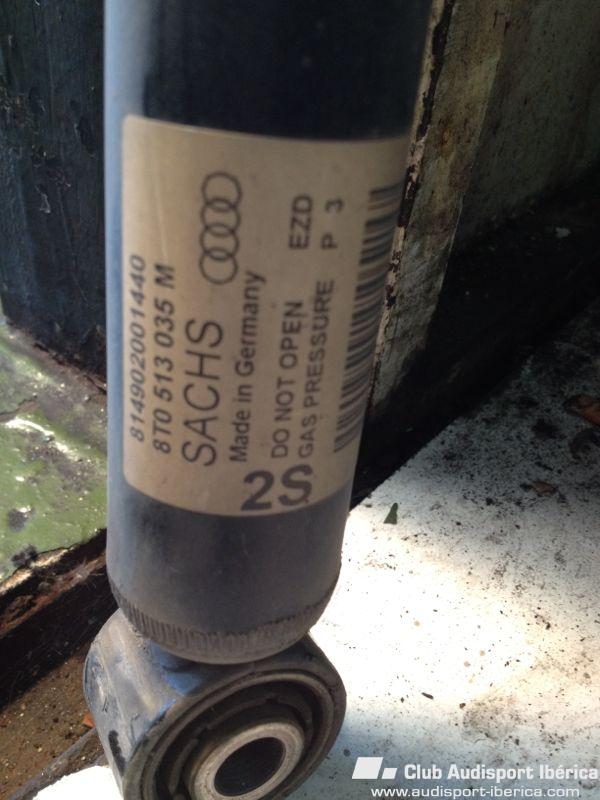 814902001440
8T0 513 035 M
SACHS
Made in Germany
DO NOT OPEN EZD
GAS PRESSURE P 3
2S
Club Audisport Ibérica
www.audisport-iberica.com